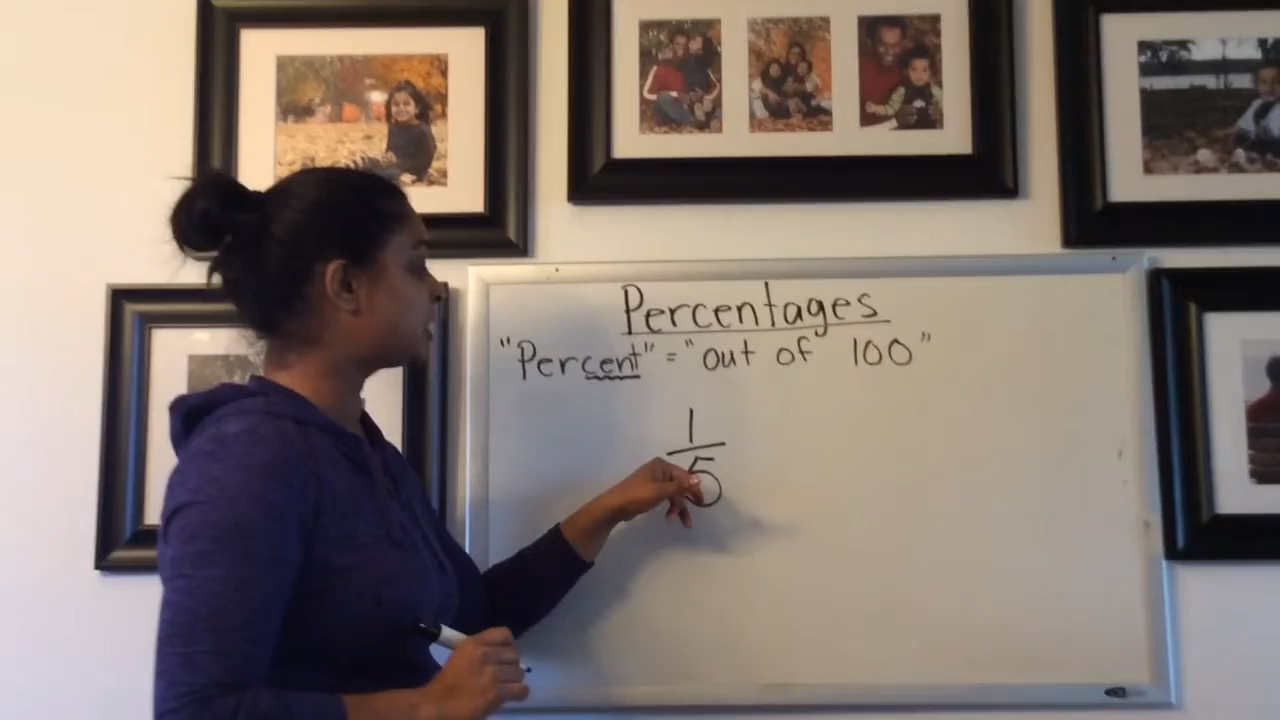 Percentages
"Percent" = "out of 100"
1
5